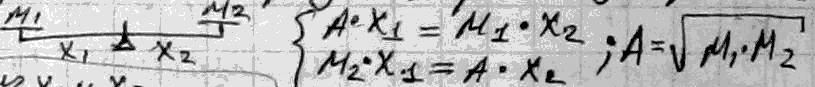 M1 M2
X1 X2
{ A·X1 = M1·X2 ; A=√M1·M2
M2·X1 = A·X2